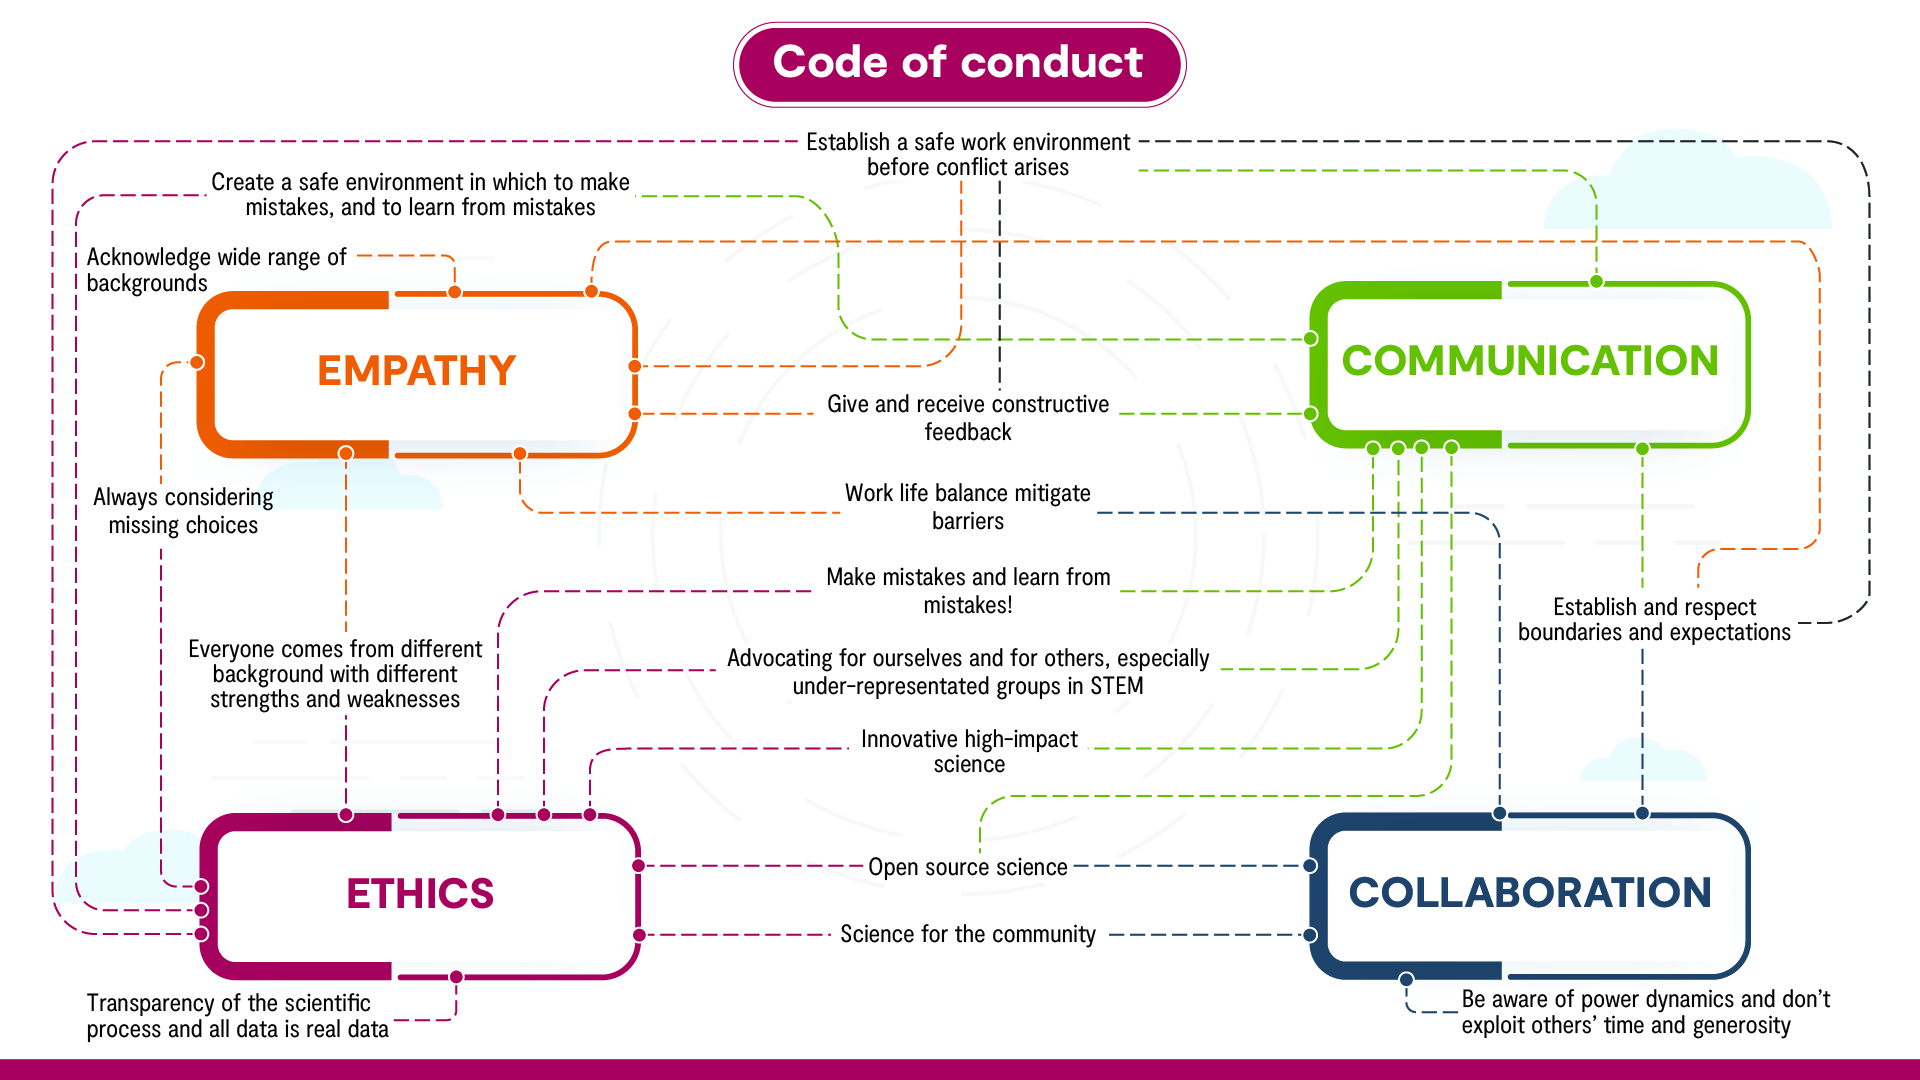 Code of conduct
Establish a safe work environment
before conflict arises
Create a safe environment in which to make
mistakes, and to learn from mistakes
Acknowledge wide range of
backgrounds
EMPATHY
COMMUNICATION
Give and receive constructive
feedback
Always considering
missing choices
Work life balance mitigate
barriers
Make mistakes and learn from
mistakes!
Establish and respect
boundaries and expectations
Everyone comes from different
background with different
strengths and weaknesses
Advocating for ourselves and for others, especially
under-representated groups in STEM
Innovative high-impact
science
Open source science
ETHICS
COLLABORATION
Science for the community
Transparency of the scientific
process and all data is real data
Be aware of power dynamics and don't
exploit others' time and generosity